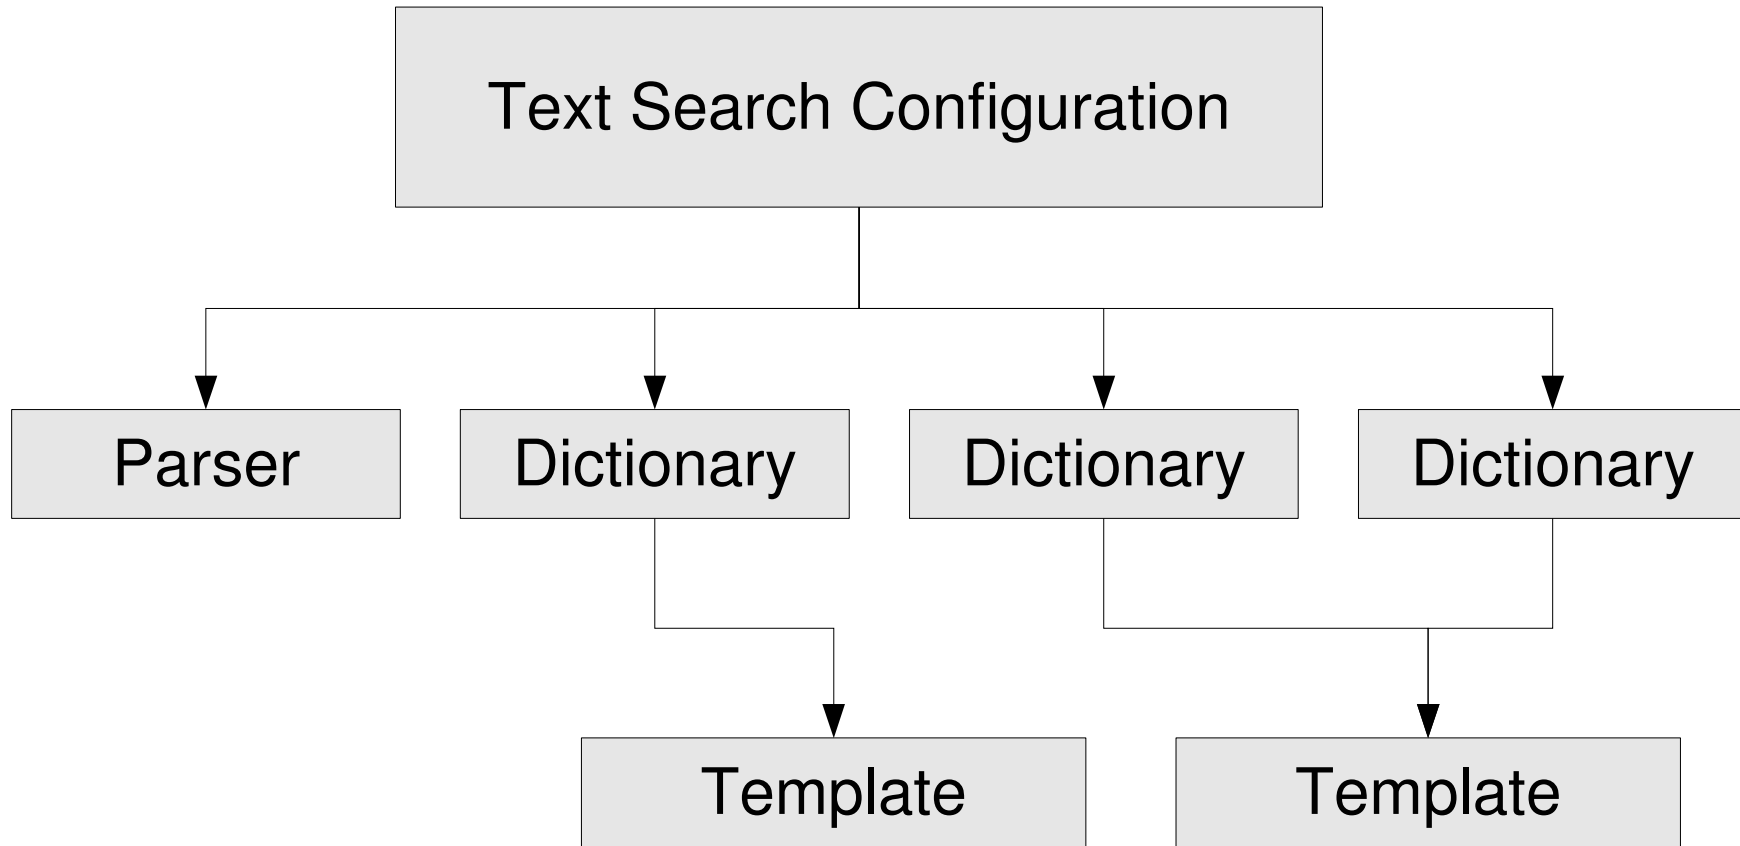 Text Search Configuration
Parser
Dictionary
Dictionary
Dictionary
Template
Template